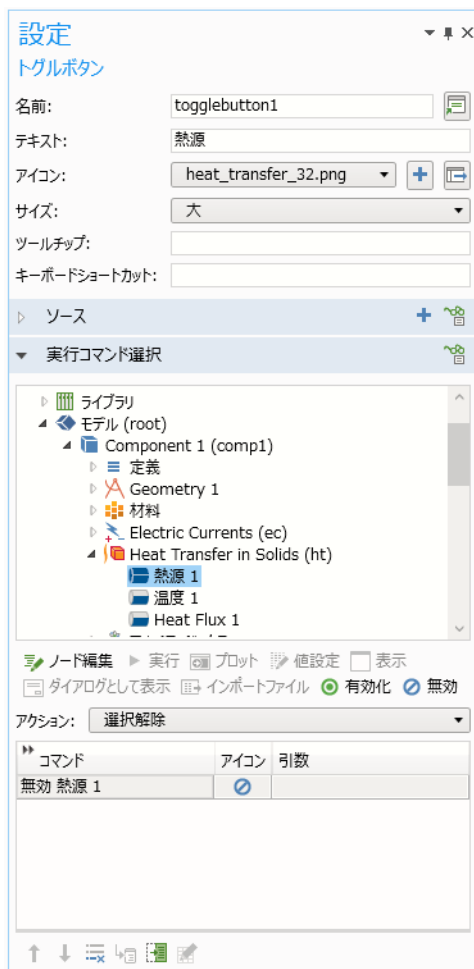 設定
トグルボタン
名前: togglebutton1
テキスト: 熱源
アイコン: heat_transfer_32.png
サイズ: 大
ツールチップ:
キーボードショートカット:
ソース
実行コマンド選択
ライブラリ
モデル (root)
Component 1 (comp1)
定義
Geometry 1
材料
Electric Currents (ec)
Heat Transfer in Solids (ht)
熱源 1
温度 1
Heat Flux 1
ノード編集 実行 プロット 値設定 表示
ダイアログとして表示 インポートファイル 有効化 無効
アクション: 選択解除
コマンド アイコン 引数
無効 熱源 1